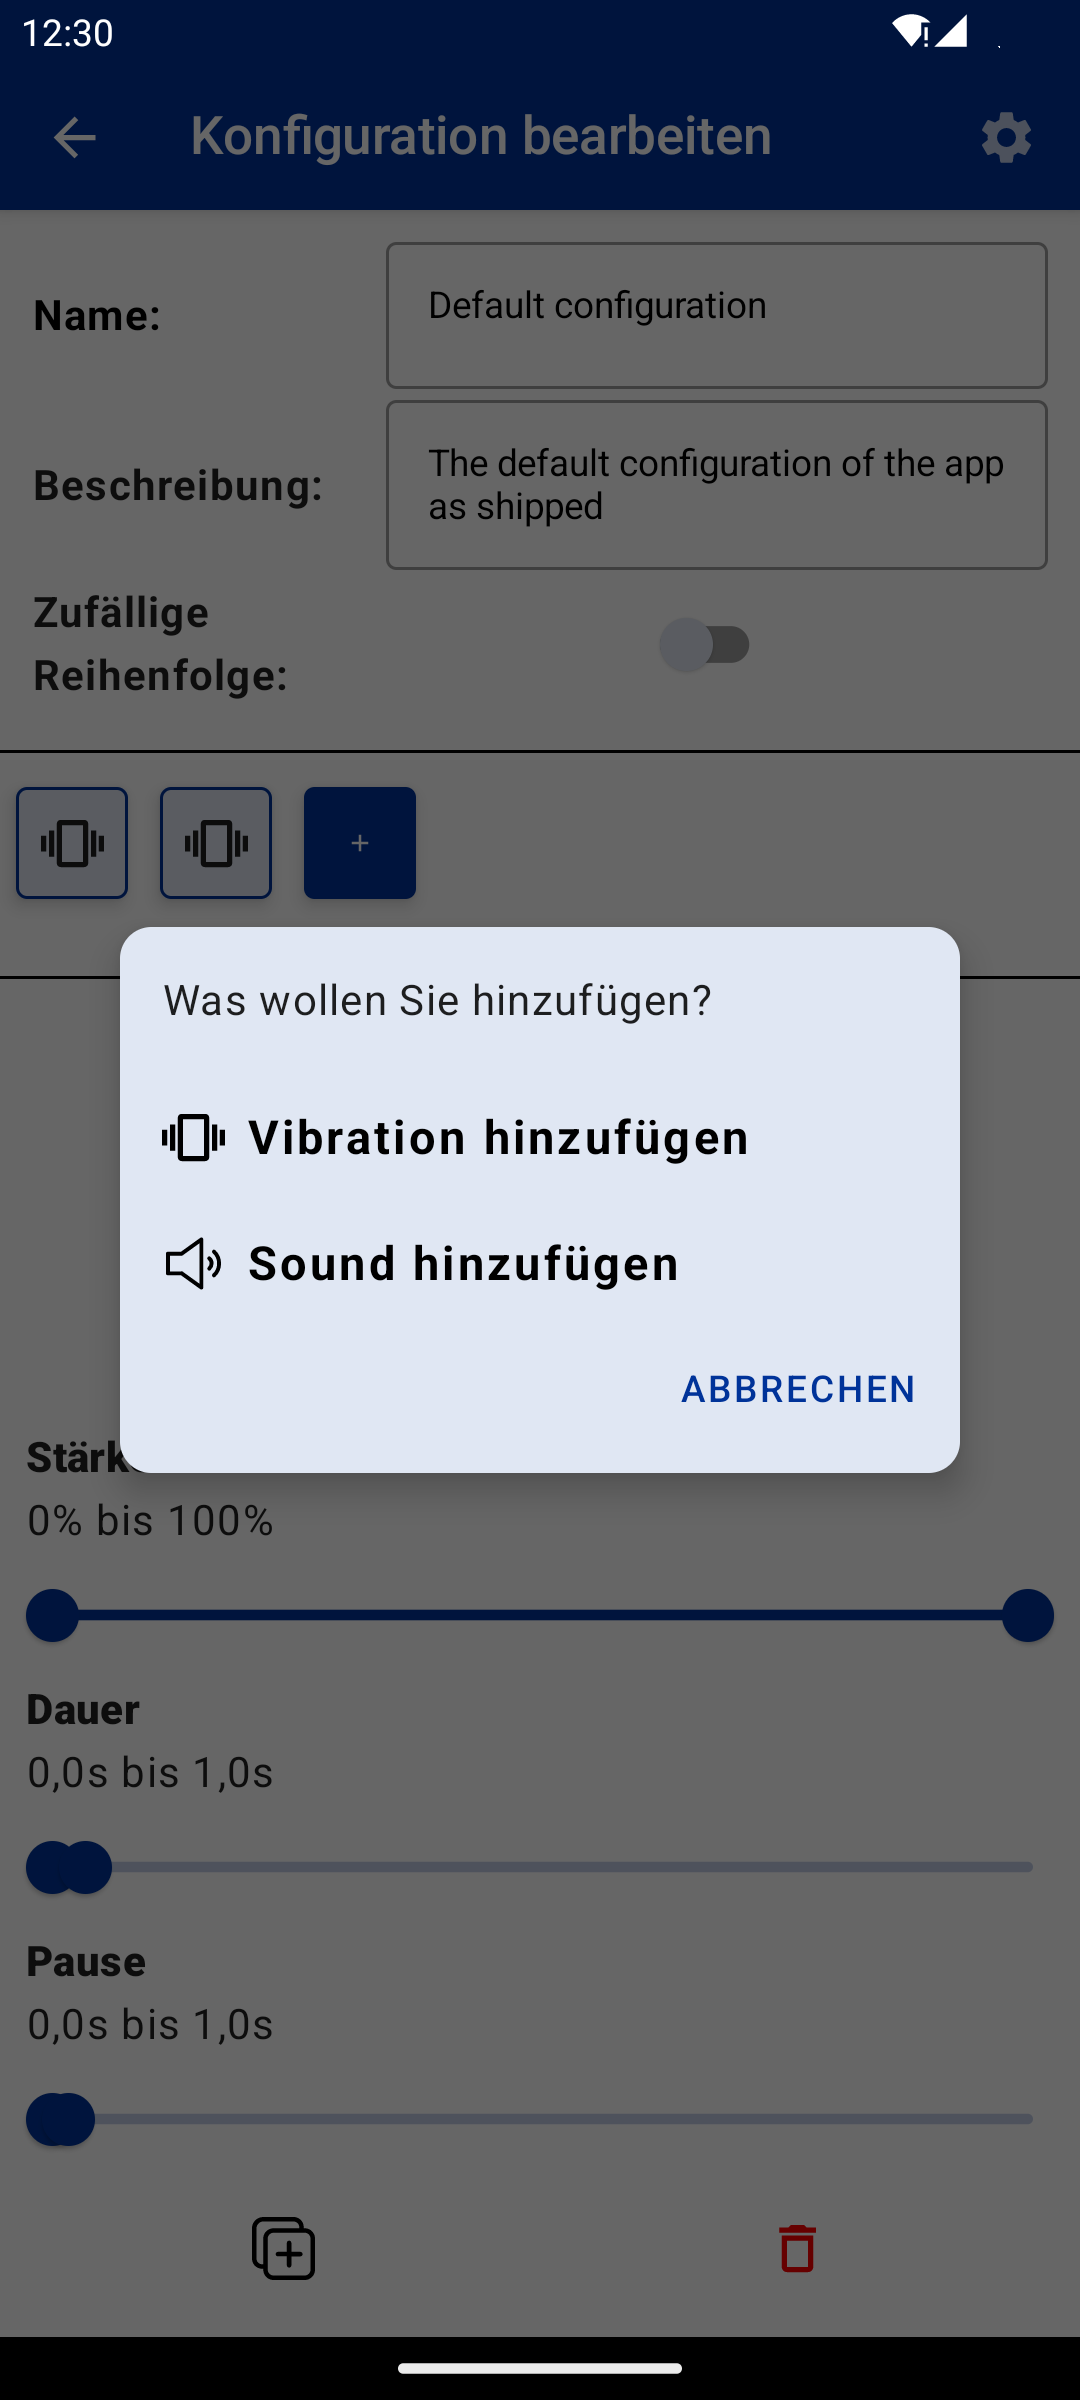 12:30
Konfiguration bearbeiten
Name:
Default configuration
Beschreibung:
The default configuration of the app
as shipped
Zufällige
Reihenfolge:
+
Was wollen Sie hinzufügen?
Vibration hinzufügen
Sound hinzufügen
ABBRECHEN
Stärk
0% bis 100%
Dauer
0,0s bis 1,0s
Pause
0,0s bis 1,0s